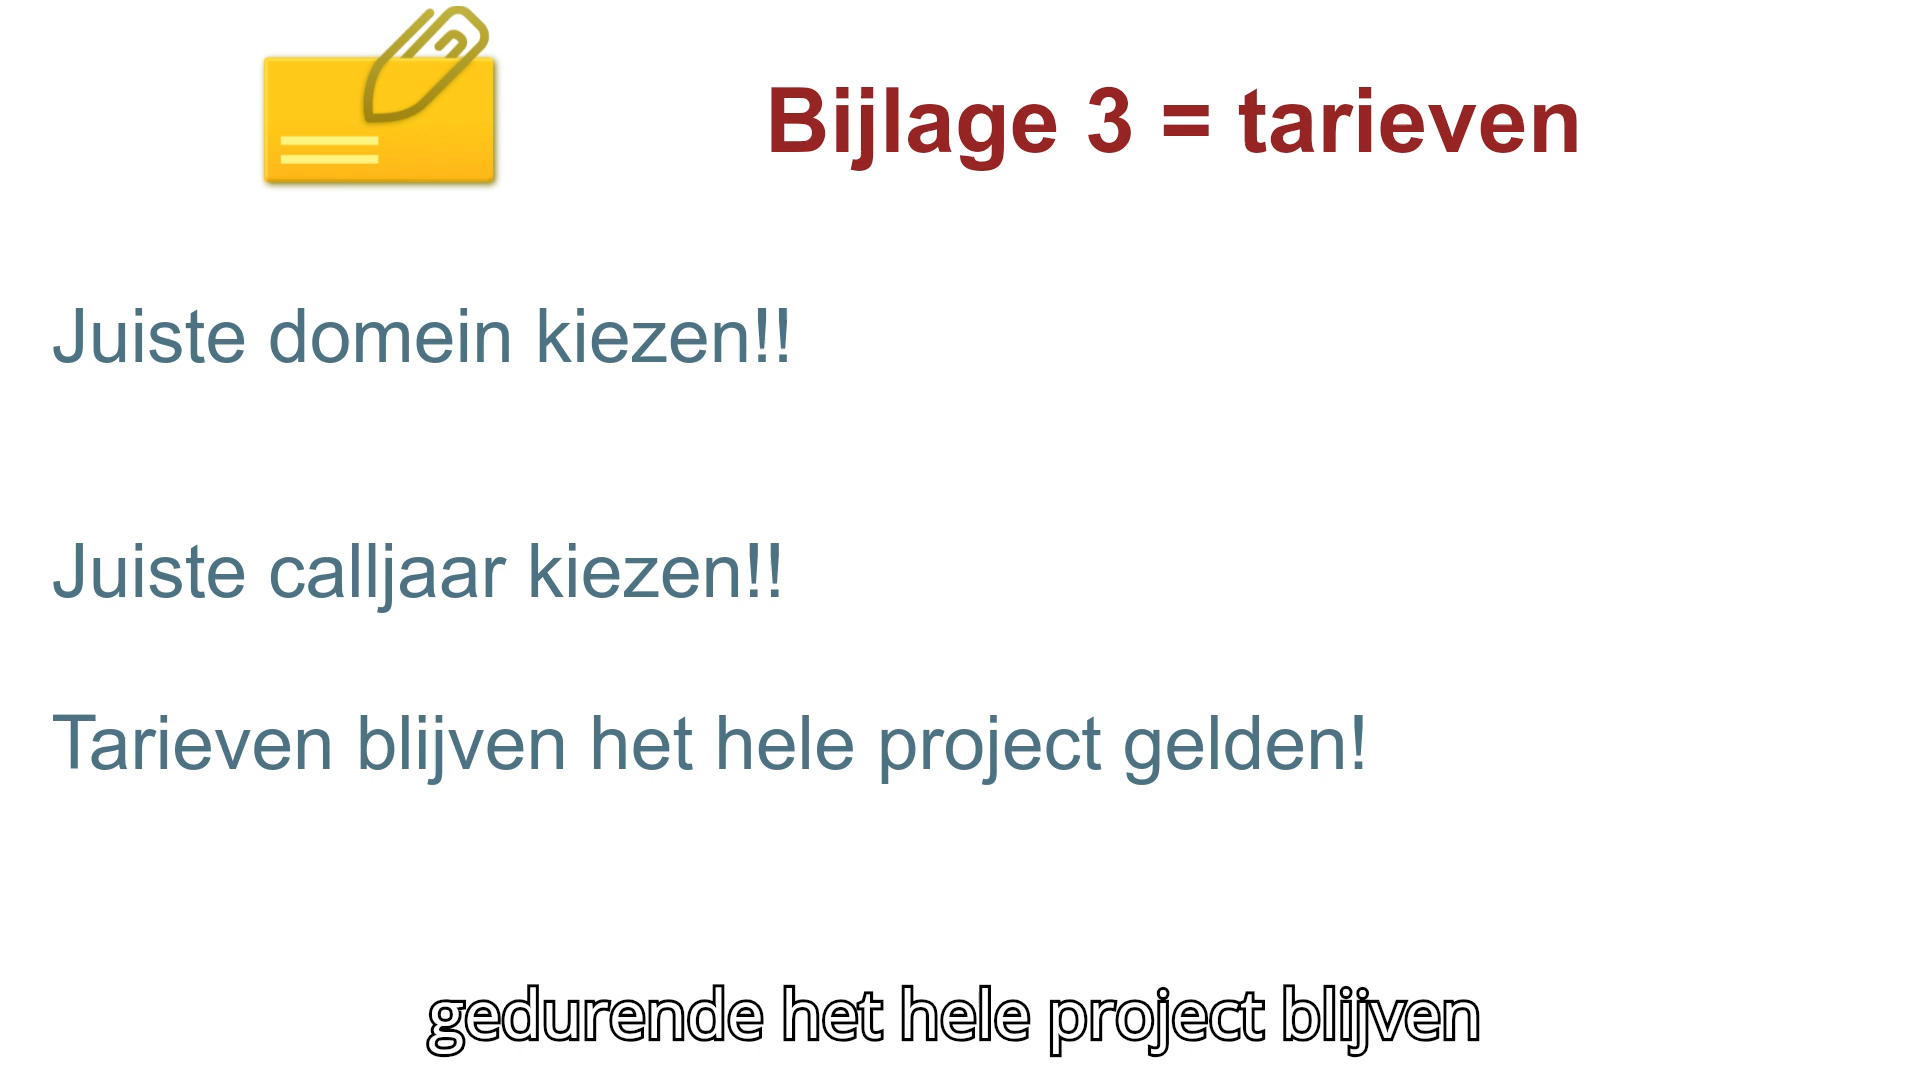 Bijlage 3 = tarieven
Juiste domein kiezen!!
Juiste calljaar kiezen!!
Tarieven blijven het hele project gelden!
gedurende het hele project blijven